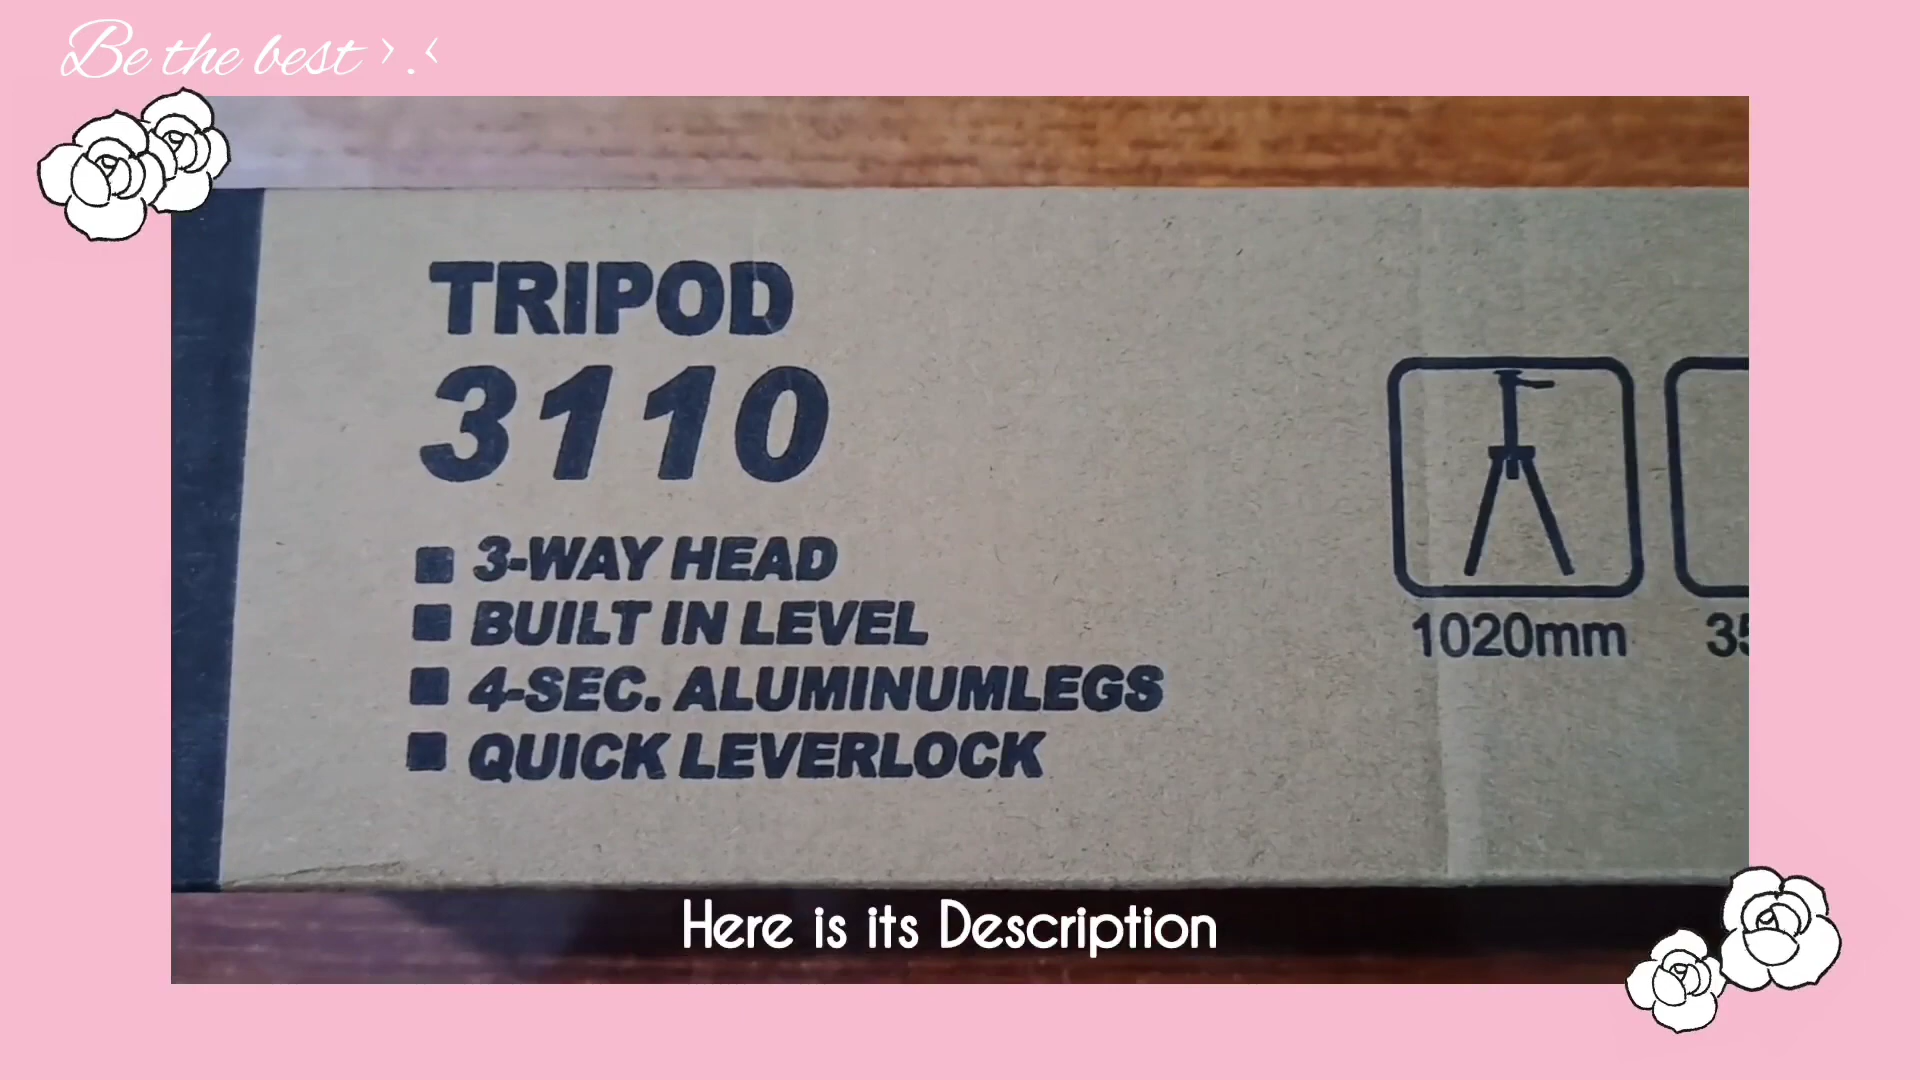 Be the best > . <
TRIPOD
3110
3-WAY HEAD
BUILT IN LEVEL
4-SEC. ALUMINUMLEGS
QUICK LEVERLOCK
1020mm
Here is its Description